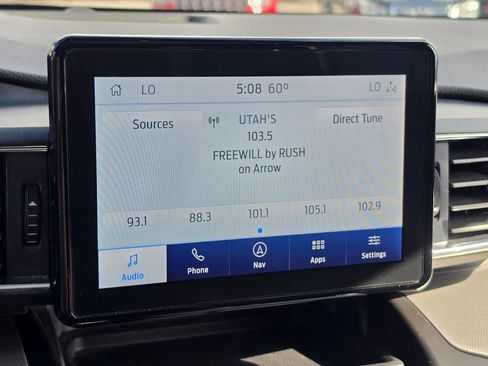 LO 5:08 60° LO
Sources UTAH'S Direct Tune
103.5
FREEWILL by RUSH
on Arrow
93.1 88.3 101.1 105.1 102.9
Audio Phone Nav Apps Settings